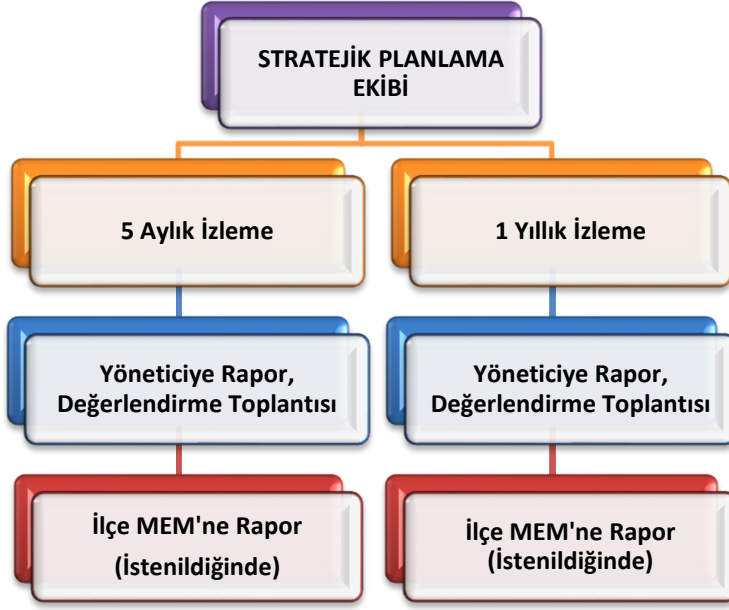 STRATEJİK PLANLAMA
EKİBİ
5 Aylık İzleme
1 Yıllık İzleme
Yöneticiye Rapor,
Değerlendirme Toplantısı
Yöneticiye Rapor,
Değerlendirme Toplantısı
İlçe MEM'ne Rapor
(İstenildiğinde)
İlçe MEM'ne Rapor
(İstenildiğinde)